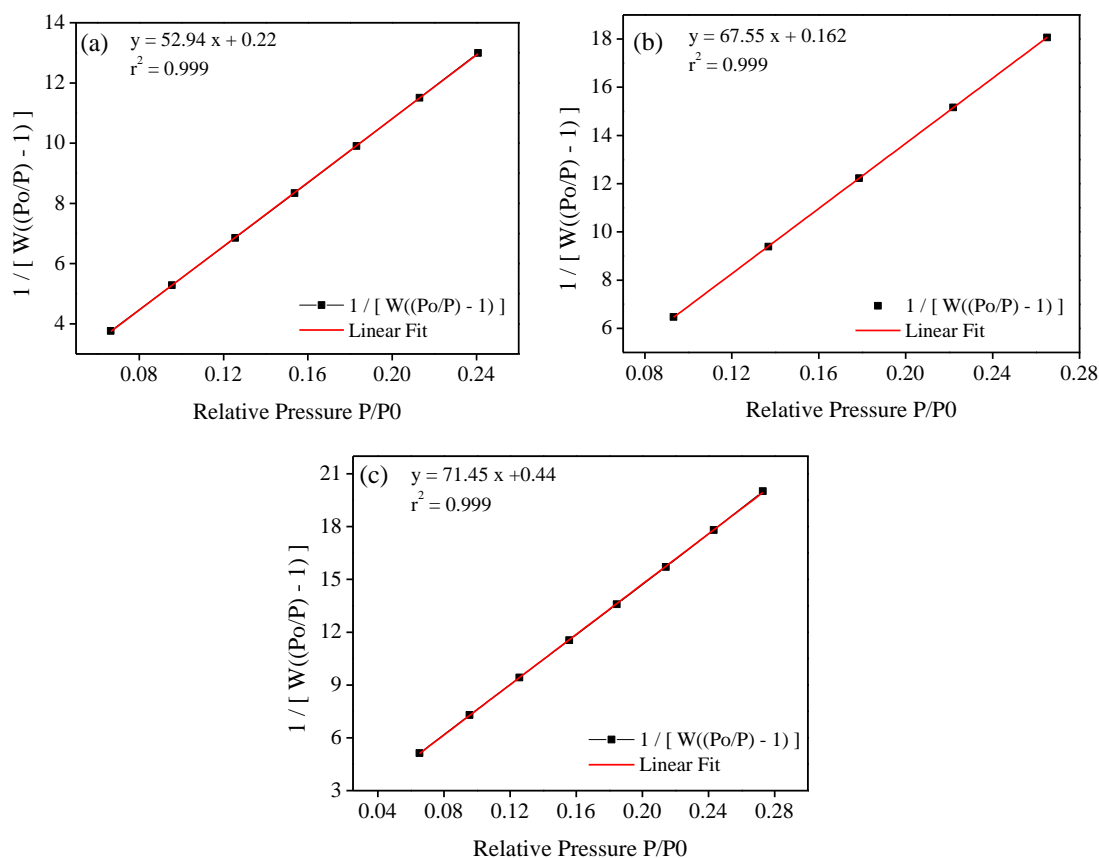 (a)
y = 52.94 x + 0.22
r² = 0.999
14
12
10
8
6
4
1 / [ W((Po/P) - 1) ]
1 / [ W((Po/P) - 1) ]
Linear Fit
0.08 0.12 0.16 0.20 0.24
Relative Pressure P/P0
(b)
y = 67.55 x + 0.162
r² = 0.999
18
16
14
12
10
8
6
1 / [ W((Po/P) - 1) ]
1 / [ W((Po/P) - 1) ]
Linear Fit
0.08 0.12 0.16 0.20 0.24 0.28
Relative Pressure P/P0
(c)
y = 71.45 x +0.44
r² = 0.999
21
18
15
12
9
6
3
1 / [ W((Po/P) - 1) ]
1 / [ W((Po/P) - 1) ]
Linear Fit
0.04 0.08 0.12 0.16 0.20 0.24 0.28
Relative Pressure P/P0